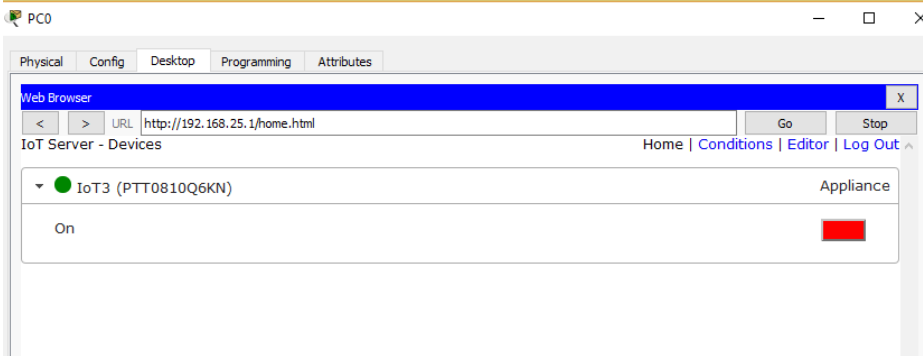 PC0
Physical Config Desktop Programming Attributes
Web Browser X
< > URL http://192.168.25.1/home.html Go Stop
IoT Server - Devices Home | Conditions | Editor | Log Out
IoT3 (PTT0810Q6KN) Appliance
On